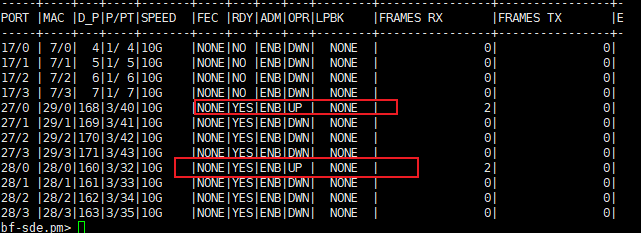 -----+----+---+----+-------+----+---+---+---+--------+----------------+----------------+-
PORT |MAC |D_P|P/PT|SPEED  |FEC |RDY|ADM|OPR|LPBK    |FRAMES RX       |FRAMES TX       |E
-----+----+---+----+-------+----+---+---+---+--------+----------------+----------------+-
17/0 | 7/0|  4|1/ 4|10G    |NONE|NO |ENB|DWN|  NONE  |               0|               0|
17/1 | 7/1|  5|1/ 5|10G    |NONE|NO |ENB|DWN|  NONE  |               0|               0|
17/2 | 7/2|  6|1/ 6|10G    |NONE|NO |ENB|DWN|  NONE  |               0|               0|
17/3 | 7/3|  7|1/ 7|10G    |NONE|NO |ENB|DWN|  NONE  |               0|               0|
27/0 |29/0|168|3/40|10G    |NONE|YES|ENB|UP |  NONE  |               2|               0|
27/1 |29/1|169|3/41|10G    |NONE|YES|ENB|DWN|  NONE  |               0|               0|
27/2 |29/2|170|3/42|10G    |NONE|YES|ENB|DWN|  NONE  |               0|               0|
27/3 |29/3|171|3/43|10G    |NONE|YES|ENB|DWN|  NONE  |               0|               0|
28/0 |28/0|160|3/32|10G    |NONE|YES|ENB|UP |  NONE  |               2|               0|
28/1 |28/1|161|3/33|10G    |NONE|YES|ENB|DWN|  NONE  |               0|               0|
28/2 |28/2|162|3/34|10G    |NONE|YES|ENB|DWN|  NONE  |               0|               0|
28/3 |28/3|163|3/35|10G    |NONE|YES|ENB|DWN|  NONE  |               0|               0|
bf-sde.pm>